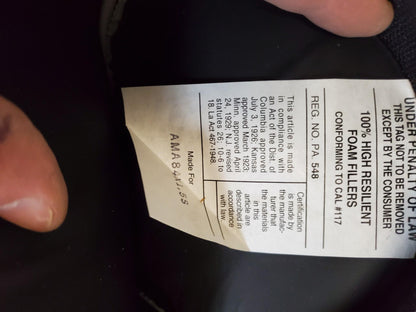 UNDER PENALTY OF LAW
THIS TAG NOT TO BE REMOVED
EXCEPT BY THE CONSUMER
100% HIGH RESILIENT
FOAM FILLERS
CONFORMING TO CAL #117
REG. NO. PA. 548
This article is made
in compliance with
an Act of the Dist. of
Columbia approved
July 3, 1926; Kansas
approved March 1923;
Minn. approved April
24, 1929; N.J. revised
statutes 26: 10-6 to
18. La Act 467-1948.
Certification
is made by
the manufac-
turer that
the materials
in this
article are
described in
accordance
with law.
Made For